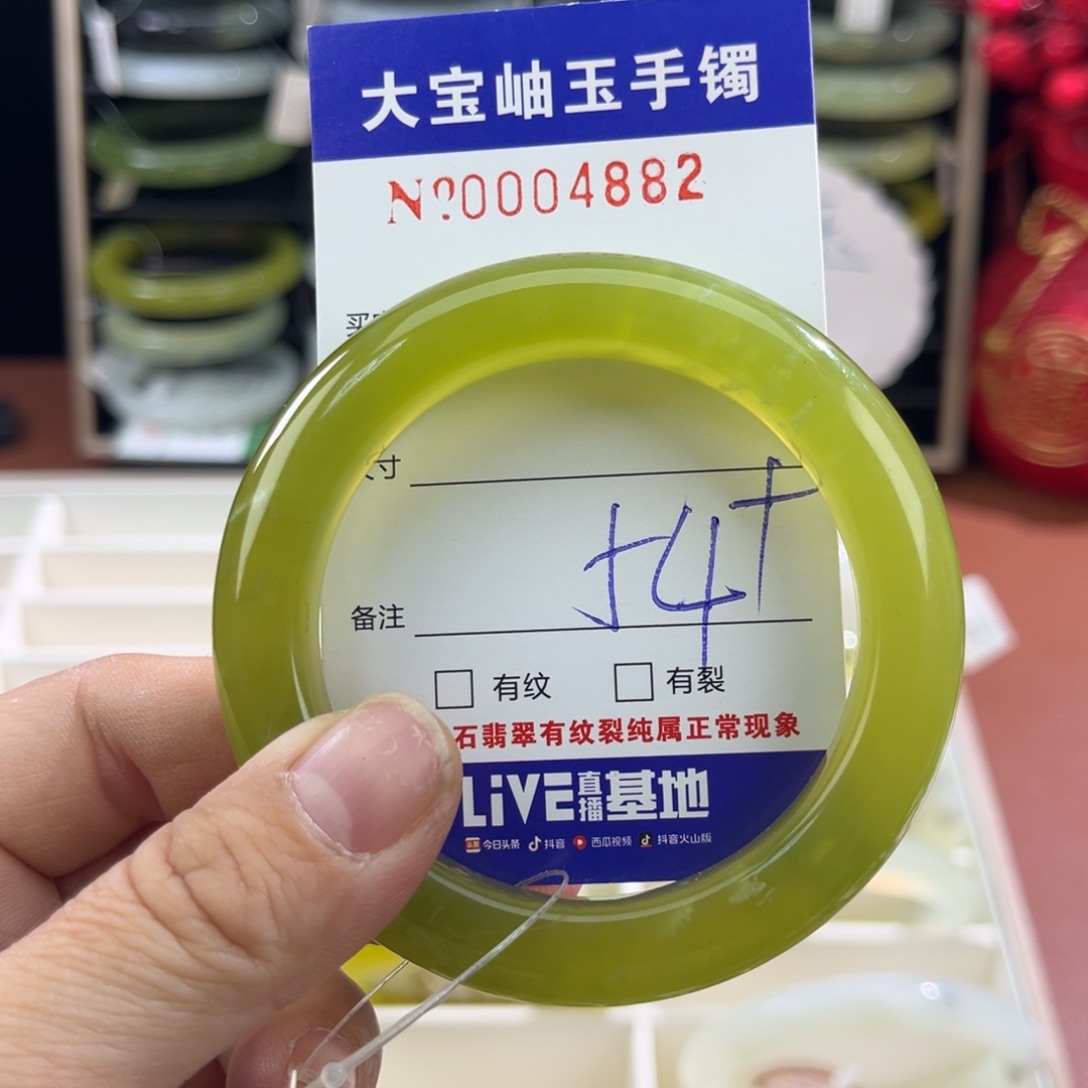 大宝岫玉手镯
Nº0004882
买
寸
54+
备注
有纹 有裂
石翡翠有纹裂纯属正常现象
LiVE直播基地
今日头条 抖音 西瓜视频 抖音火山版